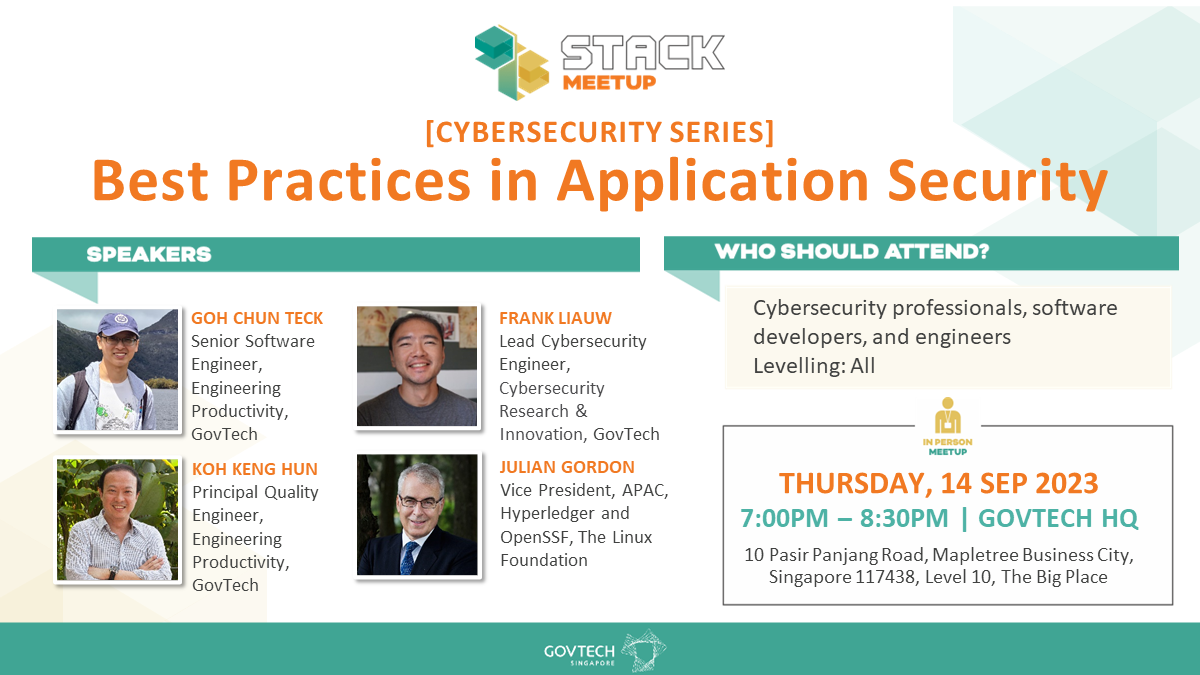 STACK
MEETUP
[CYBERSECURITY SERIES]
Best Practices in Application Security
SPEAKERS
GOH CHUN TECK
Senior Software
Engineer,
Engineering
Productivity,
GovTech
FRANK LIAUW
Lead Cybersecurity
Engineer,
Cybersecurity
Research &
Innovation, GovTech
KOH KENG HUN
Principal Quality
Engineer,
Engineering
Productivity,
GovTech
JULIAN GORDON
Vice President, APAC,
Hyperledger and
OpenSSF, The Linux
Foundation
WHO SHOULD ATTEND?
Cybersecurity professionals, software
developers, and engineers
Levelling: All
IN PERSON
MEETUP
THURSDAY, 14 SEP 2023
7:00PM – 8:30PM | GOVTECH HQ
10 Pasir Panjang Road, Mapletree Business City,
Singapore 117438, Level 10, The Big Place
GOVTECH
SINGAPORE